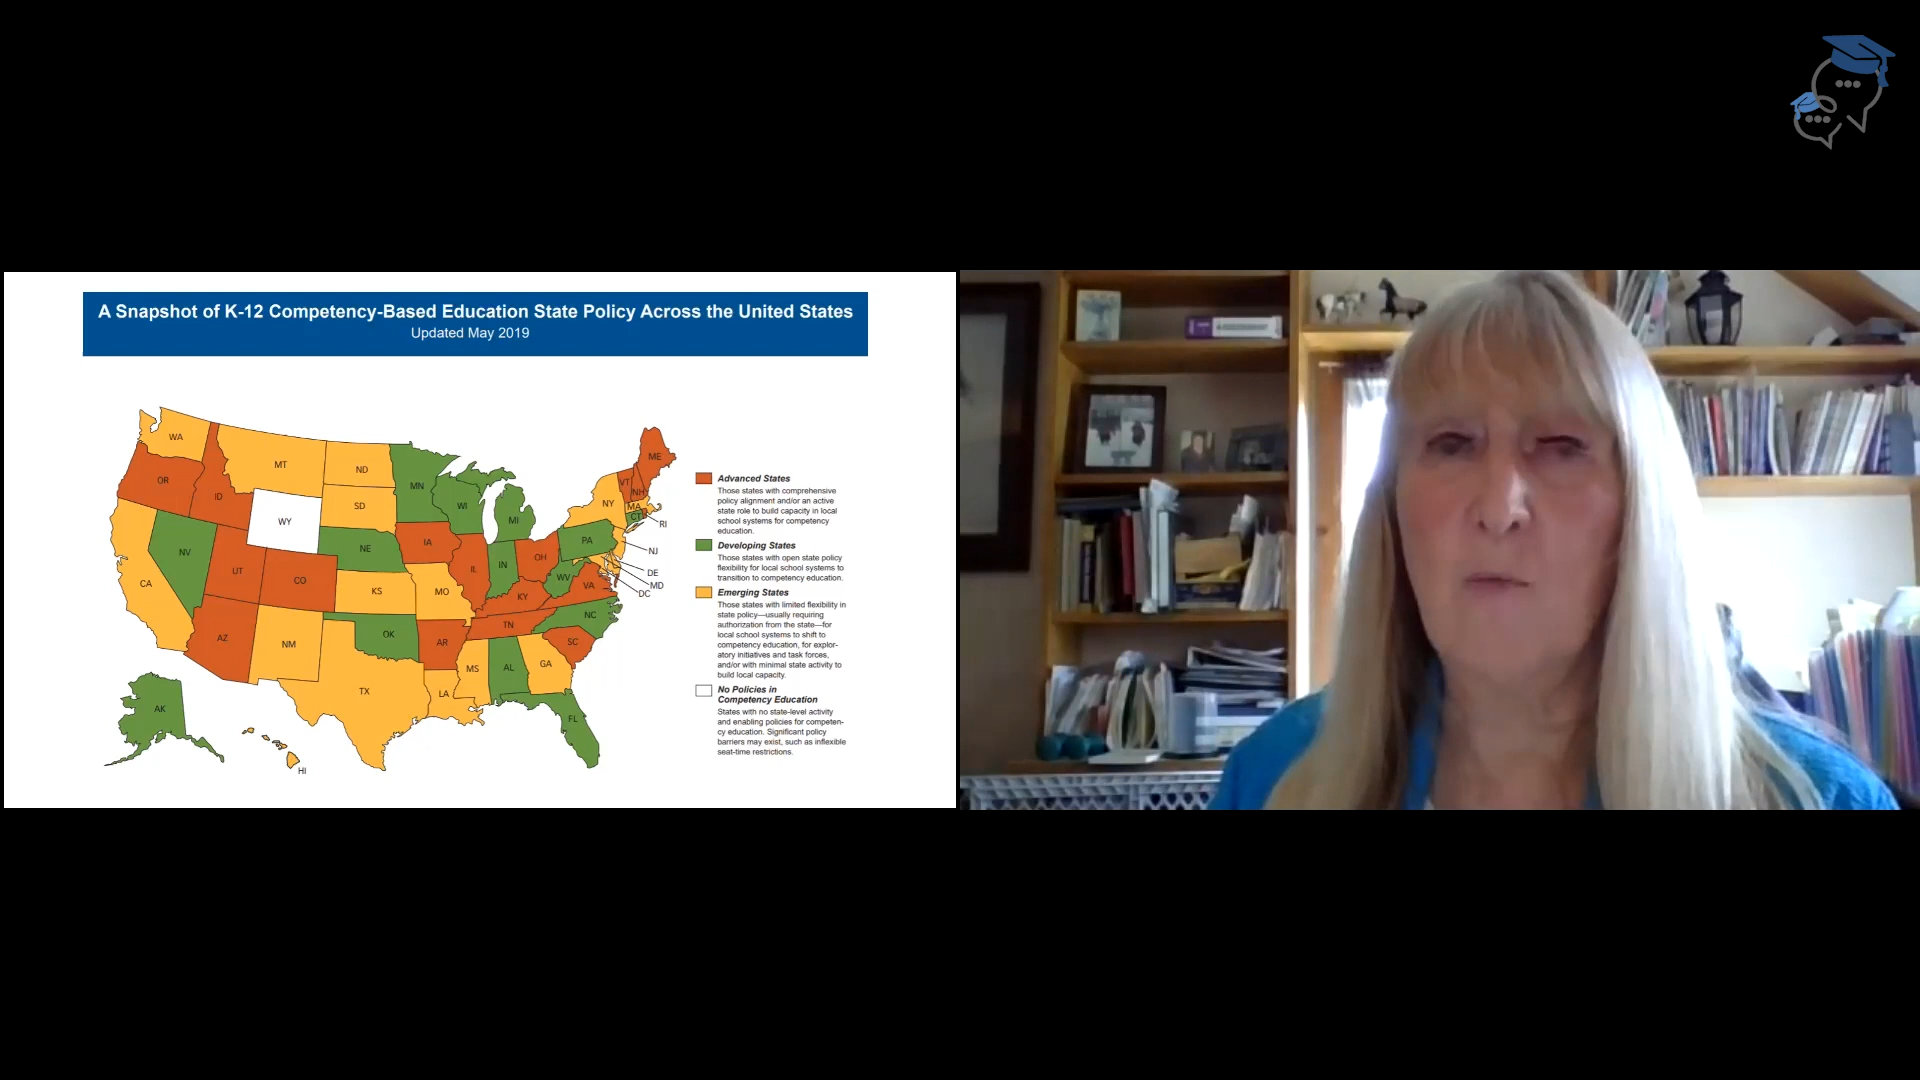 A Snapshot of K-12 Competency-Based Education State Policy Across the United States
Updated May 2019
WA
MT
ND
MN
OR
ID
SD
WI
MI
NY
VT
NH
ME
MA
CT
RI
WY
NV
NE
IA
PA
NJ
UT
CO
IL
IN
OH
DE
CA
KS
MO
KY
WV
VA
MD
DC
AZ
NM
OK
AR
TN
NC
SC
TX
LA
MS
AL
GA
FL
AK
HI
Advanced States
Those states with comprehensive
policy alignment and/or an active
state role to build capacity in local
school systems for competency
education.
Developing States
Those states with open state policy
flexibility for local school systems to
transition to competency education.
Emerging States
Those states with limited flexibility in
state policy—usually requiring
authorization from the state—for
local school systems to shift to
competency education, for explor-
atory initiatives and task forces,
and/or with minimal state activity to
build local capacity.
No Policies in
Competency Education
States with no state-level activity
and enabling policies for competen-
cy education. Significant policy
barriers may exist, such as inflexible
seat-time restrictions.